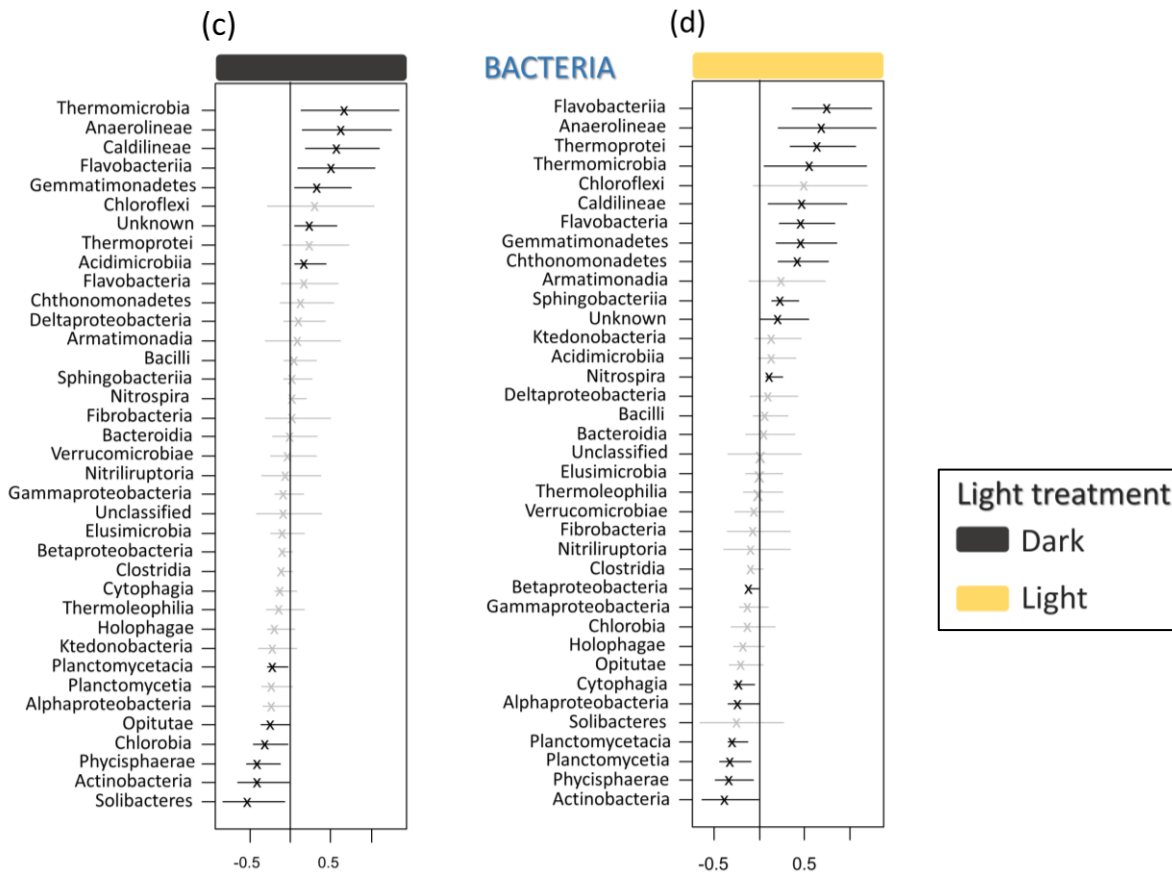 (c)
Thermomicrobia
Anaerolineae
Caldilineae
Flavobacteriia
Gemmatimonadetes
Chloroflexi
Unknown
Thermoprotei
Acidimicrobiia
Flavobacteria
Chthonomonadetes
Deltaproteobacteria
Armatimonadia
Bacilli
Sphingobacteriia
Nitrospira
Fibrobacteria
Bacteroidia
Verrucomicrobiae
Nitriliruptoria
Gammaproteobacteria
Unclassified
Elusimicrobia
Betaproteobacteria
Clostridia
Cytophagia
Thermoleophilia
Holophagae
Ktedonobacteria
Planctomycetacia
Planctomycetia
Alphaproteobacteria
Opitutae
Chlorobia
Phycisphaerae
Actinobacteria
Solibacteres
-0.5 0.5
(d)
BACTERIA
Flavobacteriia
Anaerolineae
Thermoprotei
Thermomicrobia
Chloroflexi
Caldilineae
Flavobacteria
Gemmatimonadetes
Chthonomonadetes
Armatimonadia
Sphingobacteriia
Unknown
Ktedonobacteria
Acidimicrobiia
Nitrospira
Deltaproteobacteria
Bacilli
Bacteroidia
Unclassified
Elusimicrobia
Thermoleophilia
Verrucomicrobiae
Fibrobacteria
Nitriliruptoria
Clostridia
Betaproteobacteria
Gammaproteobacteria
Chlorobia
Holophagae
Opitutae
Cytophagia
Alphaproteobacteria
Solibacteres
Planctomycetacia
Planctomycetia
Phycisphaerae
Actinobacteria
-0.5 0.5
Light treatment
Dark
Light